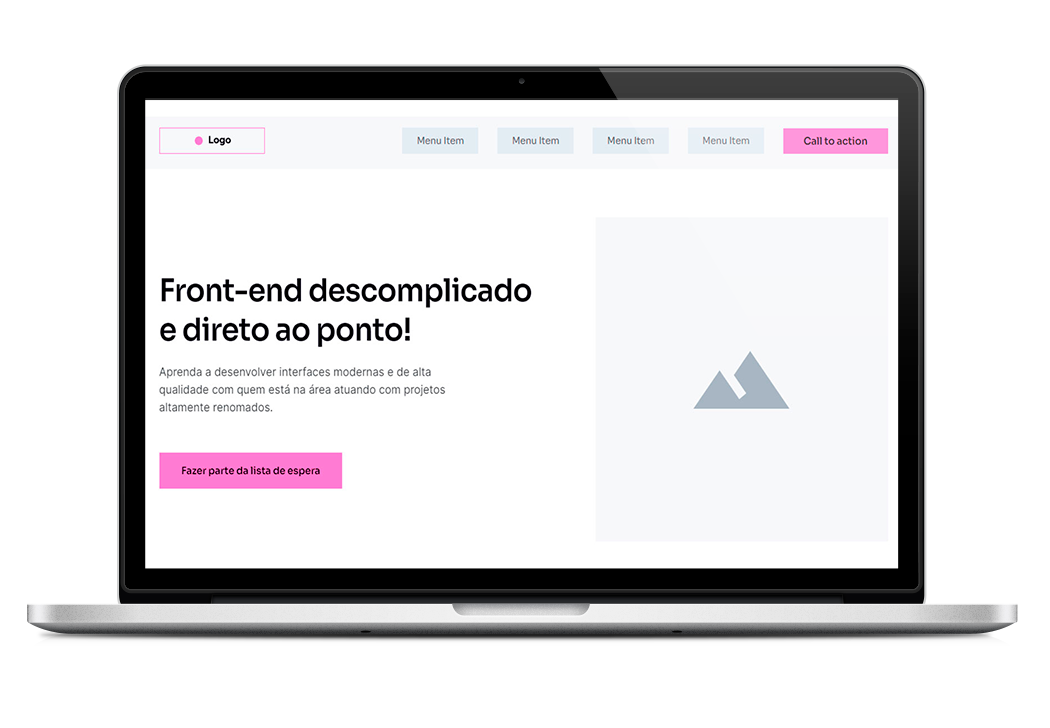 Logo
Menu Item
Menu Item
Menu Item
Menu Item
Call to action
Front-end descomplicado
e direto ao ponto!
Aprenda a desenvolver interfaces modernas e de alta
qualidade com quem está na área atuando com projetos
altamente renomados.
Fazer parte da lista de espera